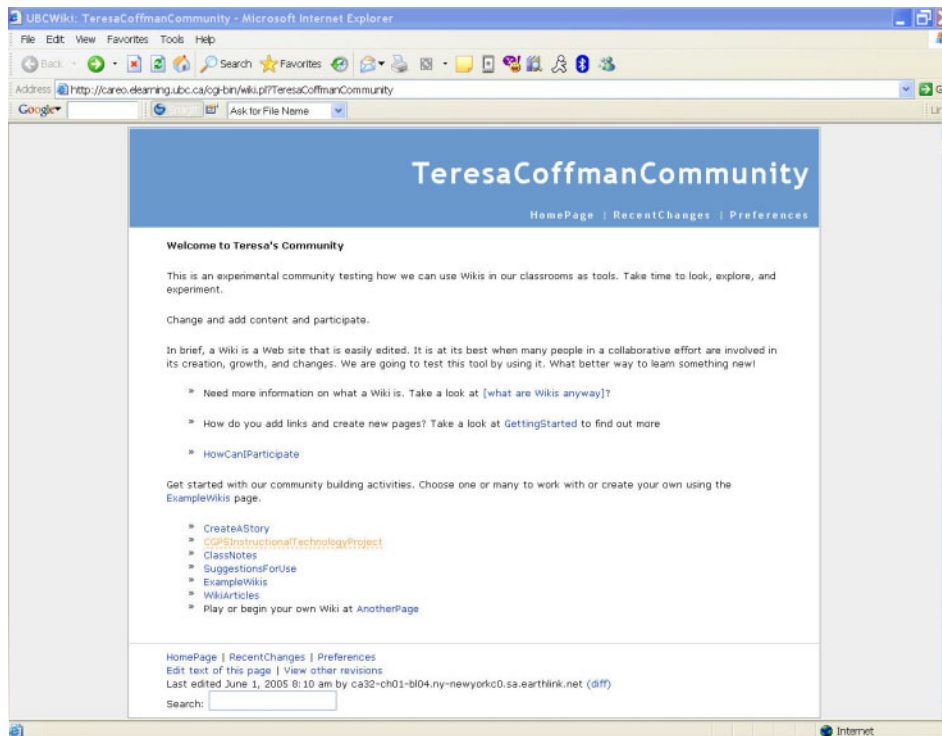 UBCWiki: TeresaCoffmanCommunity - Microsoft Internet Explorer
File Edit View Favorites Tools Help
Back Search Favorites
Address http://careo.elearning.ubc.ca/cgi-bin/wiki.pl?TeresaCoffmanCommunity
Google Ask for File Name
TeresaCoffmanCommunity
HomePage | RecentChanges | Preferences
Welcome to Teresa's Community
This is an experimental community testing how we can use Wikis in our classrooms as tools. Take time to look, explore, and
experiment.
Change and add content and participate.
In brief, a Wiki is a Web site that is easily edited. It is at its best when many people in a collaborative effort are involved in
its creation, growth, and changes. We are going to test this tool by using it. What better way to learn something new!
» Need more information on what a Wiki is. Take a look at [what are Wikis anyway]?
» How do you add links and create new pages? Take a look at GettingStarted to find out more
» HowCanIParticipate
Get started with our community building activities. Choose one or many to work with or create your own using the
ExampleWikis page.
» CreateAStory
» CGPSInstructionalTechnologyProject
» ClassNotes
» SuggestionsForUse
» ExampleWikis
» WikiArticles
» Play or begin your own Wiki at AnotherPage
HomePage | RecentChanges | Preferences
Edit text of this page | View other revisions
Last edited June 1, 2005 8:10 am by ca32-ch01-bl04.ny-newyorkc0.sa.earthlink.net (diff)
Search:
Internet